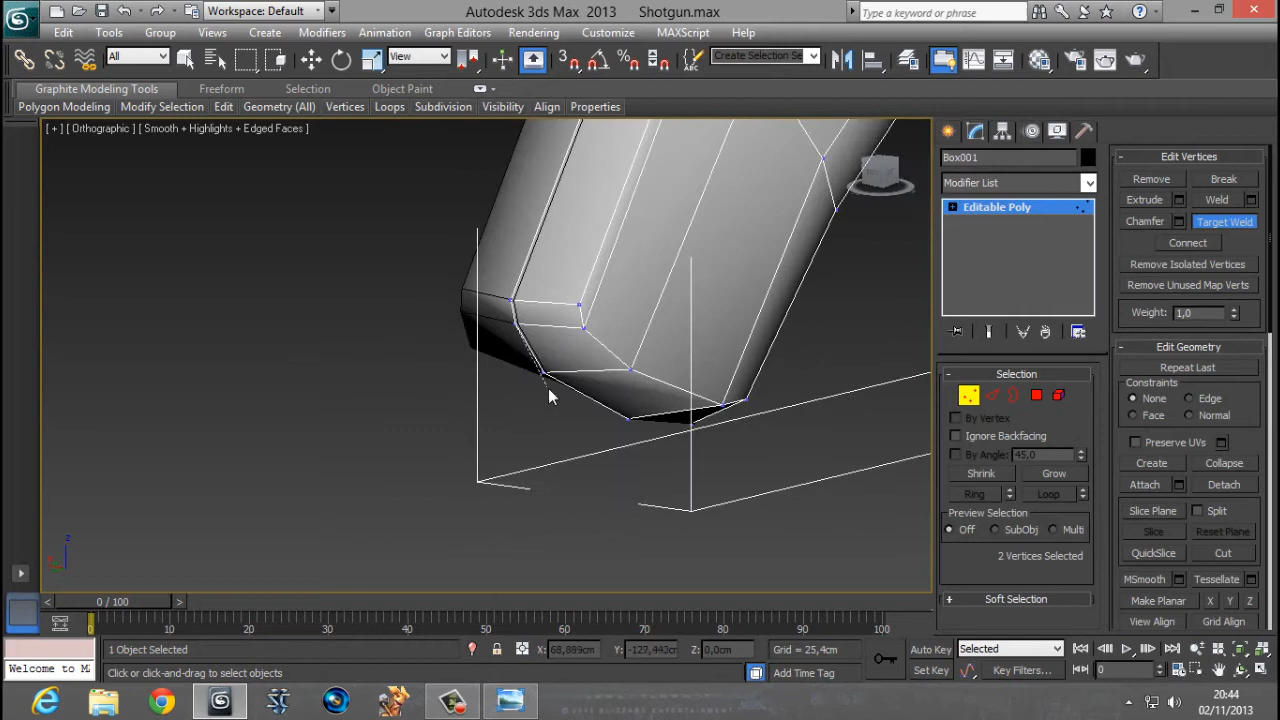 Workspace: Default
Autodesk 3ds Max 2013 Shotgun.max
Type a keyword or phrase
Edit Tools Group Views Create Modifiers Animation Graph Editors Rendering Customize MAXScript Help
All View Create Selection Se
Graphite Modeling Tools Freeform Selection Object Paint
Polygon Modeling Modify Selection Edit Geometry (All) Vertices Loops Subdivision Visibility Align Properties
[ + ] [ Orthographic ] [ Smooth + Highlights + Edged Faces ]
Box001
Modifier List
Editable Poly
Selection
By Vertex
Ignore Backfacing
By Angle: 45,0
Shrink Grow
Ring Loop
Preview Selection
Off SubObj Multi
2 Vertices Selected
Soft Selection
Edit Vertices
Remove Break
Extrude Weld
Chamfer Target Weld
Connect
Remove Isolated Vertices
Remove Unused Map Verts
Weight: 1,0
Edit Geometry
Repeat Last
Constraints
None Edge
Face Normal
Preserve UVs
Create Collapse
Attach Detach
Slice Plane Split
Slice Reset Plane
QuickSlice Cut
MSmooth Tessellate
Make Planar X Y Z
View Align Grid Align
z
0 / 100
0 10 20 30 40 50 60 70 80 90 100
1 Object Selected X: 68,889cm Y: -127,442cm Z: 0,0cm Grid = 25,4cm Auto Key Selected
Welcome to M Click or click-and-drag to select objects Add Time Tag Set Key Key Filters... 0
20:44
02/11/2013